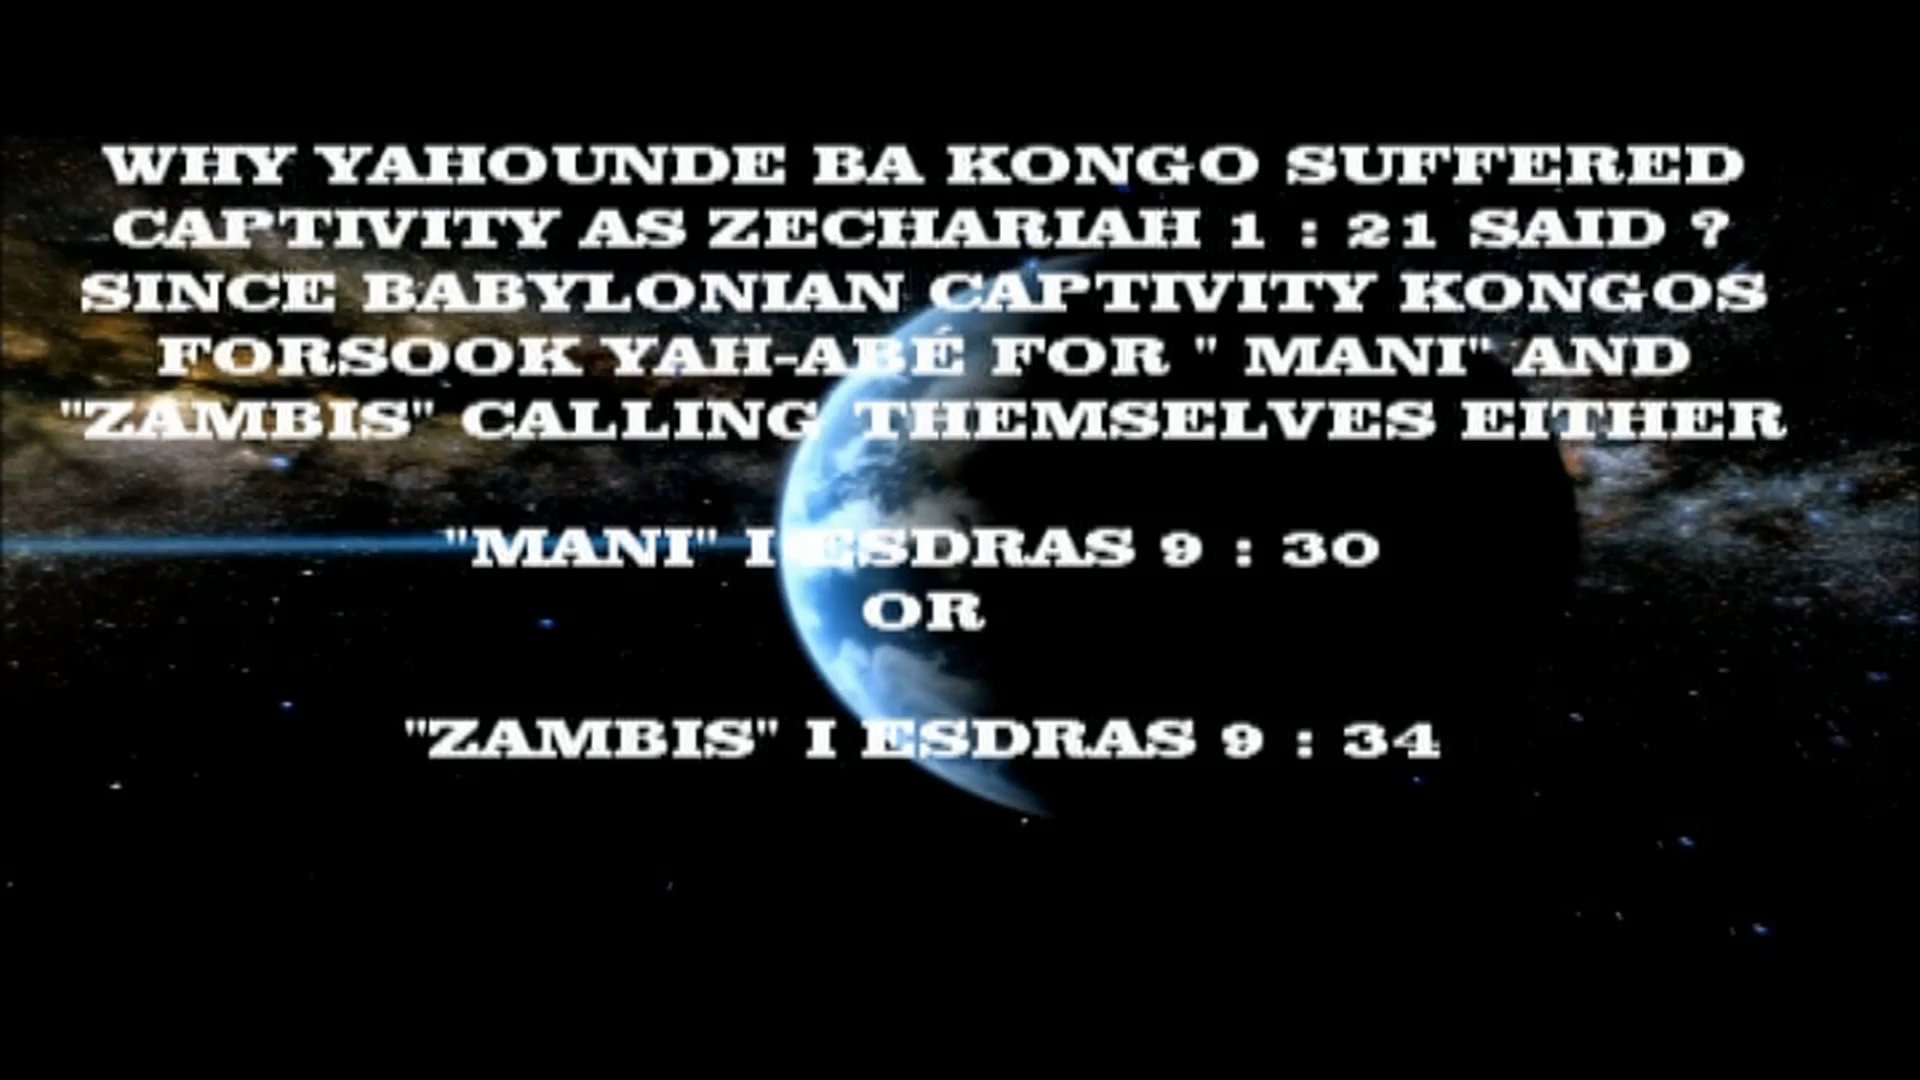 WHY YAHOUNDE BA KONGO SUFFERED
CAPTIVITY AS ZECHARIAH 1 : 21 SAID ?
SINCE BABYLONIAN CAPTIVITY KONGOS
FORSOOK YAH-ABÉ FOR " MANI" AND
"ZAMBIS" CALLING THEMSELVES EITHER
"MANI" I ESDRAS 9 : 30
OR
"ZAMBIS" I ESDRAS 9 : 34